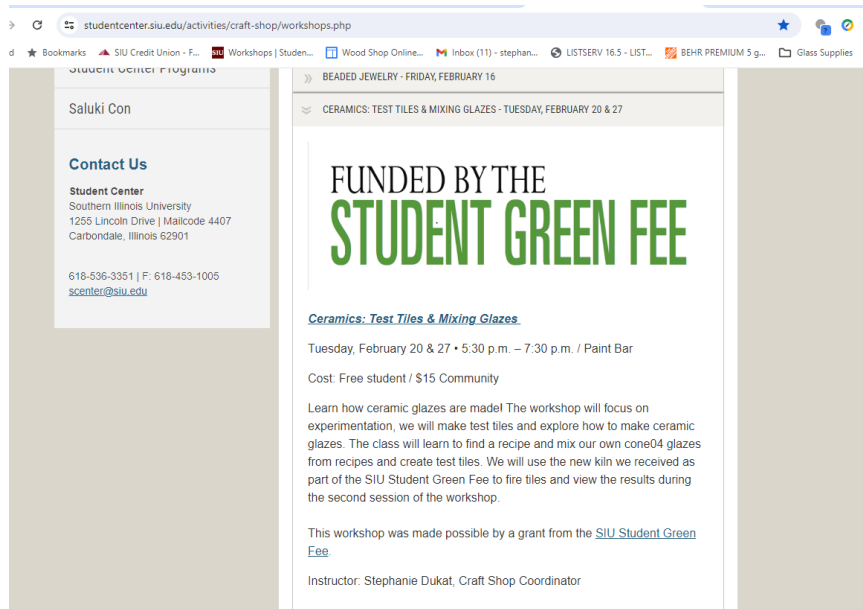 studentcenter.siu.edu/activities/craft-shop/workshops.php
d Bookmarks SIU Credit Union - F... SIU Workshops | Studen... Wood Shop Online... Inbox (11) - stephan... LISTSERV 16.5 - LIST... BEHR PREMIUM 5 g... Glass Supplies
Student Center Programs
Saluki Con
Contact Us
Student Center
Southern Illinois University
1255 Lincoln Drive | Mailcode 4407
Carbondale, Illinois 62901
618-536-3351 | F: 618-453-1005
scenter@siu.edu
BEADED JEWELRY - FRIDAY, FEBRUARY 16
CERAMICS: TEST TILES & MIXING GLAZES - TUESDAY, FEBRUARY 20 & 27
FUNDED BY THE
STUDENT GREEN FEE
Ceramics: Test Tiles & Mixing Glazes
Tuesday, February 20 & 27 • 5:30 p.m. – 7:30 p.m. / Paint Bar
Cost: Free student / $15 Community
Learn how ceramic glazes are made! The workshop will focus on
experimentation, we will make test tiles and explore how to make ceramic
glazes. The class will learn to find a recipe and mix our own cone04 glazes
from recipes and create test tiles. We will use the new kiln we received as
part of the SIU Student Green Fee to fire tiles and view the results during
the second session of the workshop.
This workshop was made possible by a grant from the SIU Student Green
Fee.
Instructor: Stephanie Dukat, Craft Shop Coordinator